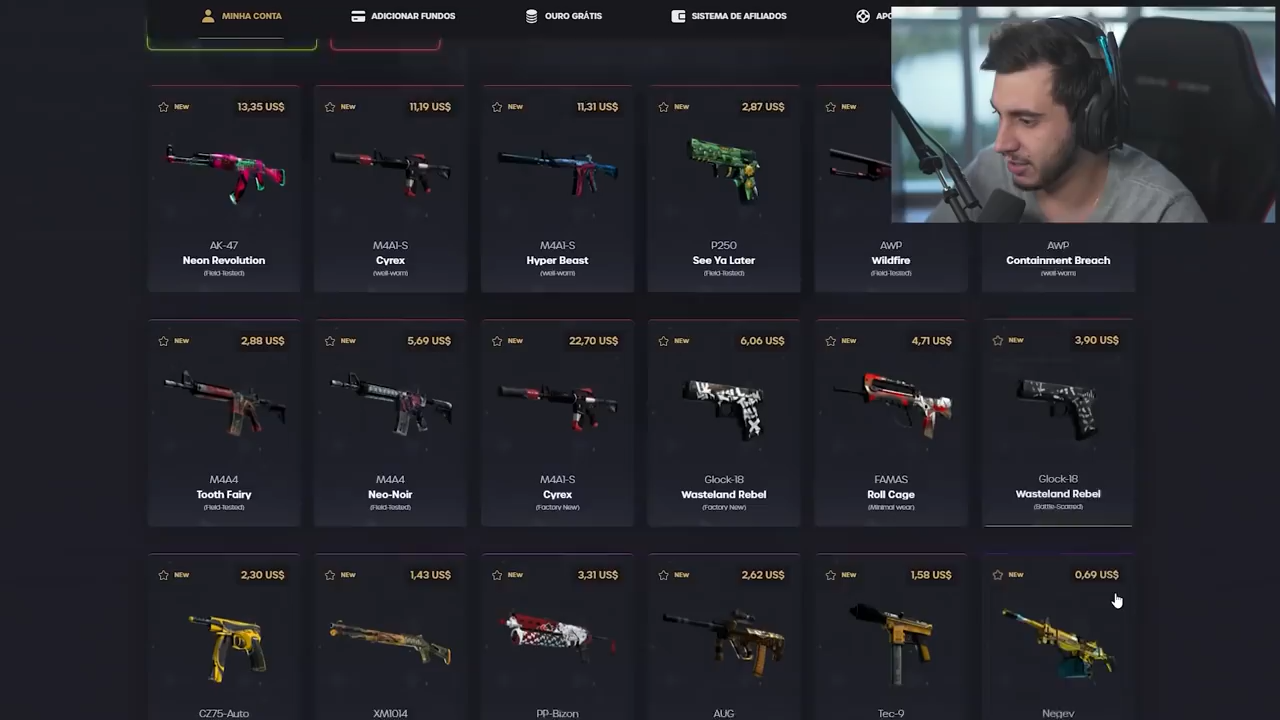 MINHA CONTA
ADICIONAR FUNDOS
OURO GRÁTIS
SISTEMA DE AFILIADOS
NEW 13,35 US$
NEW 11,19 US$
NEW 11,31 US$
NEW 2,87 US$
NEW
AK-47
Neon Revolution
(Field-Tested)
M4A1-S
Cyrex
(Well-Worn)
M4A1-S
Hyper Beast
(Well-Worn)
P250
See Ya Later
(Field-Tested)
AWP
Wildfire
(Field-Tested)
AWP
Containment Breach
(Well-Worn)
NEW 2,88 US$
NEW 5,69 US$
NEW 22,70 US$
NEW 6,06 US$
NEW 4,71 US$
NEW 3,90 US$
M4A4
Tooth Fairy
(Field-Tested)
M4A4
Neo-Noir
(Field-Tested)
M4A1-S
Cyrex
(Factory New)
Glock-18
Wasteland Rebel
(Factory New)
FAMAS
Roll Cage
(Minimal Wear)
Glock-18
Wasteland Rebel
(Battle-Scarred)
NEW 2,30 US$
NEW 1,43 US$
NEW 3,31 US$
NEW 2,62 US$
NEW 1,58 US$
NEW 0,69 US$
CZ75-Auto
XM1014
PP-Bizon
AUG
Tec-9
Negev